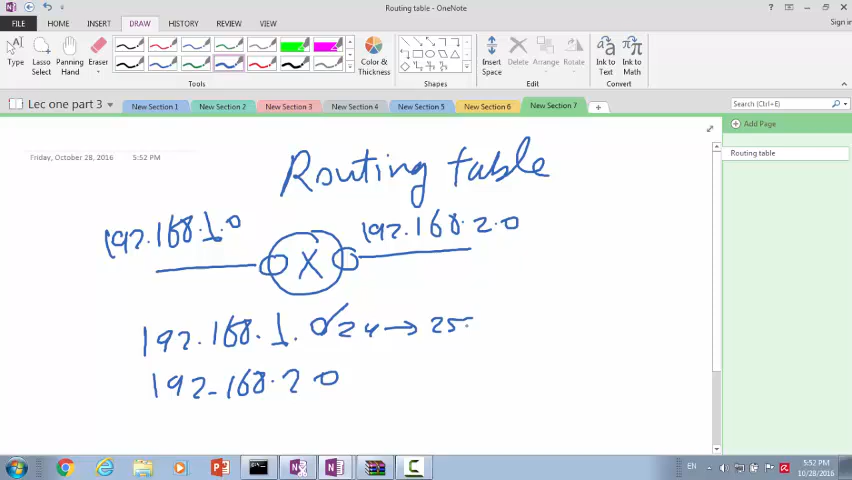 Routing table - OneNote
FILE HOME INSERT DRAW HISTORY REVIEW VIEW
Sign in
Type Lasso Select Panning Hand Eraser Color & Thickness Insert Space Delete Arrange Rotate Ink to Text Ink to Math
Tools Shapes Edit Convert
Lec one part 3 New Section 1 New Section 2 New Section 3 New Section 4 New Section 5 New Section 6 New Section 7 Search (Ctrl+E)
Add Page
Routing table
Friday, October 28, 2016 5:52 PM
Routing table
192.168.1.0 192.168.2.0
X
192.168.1.0/24 → 25
192.168.2.0
EN 5:52 PM
10/28/2016